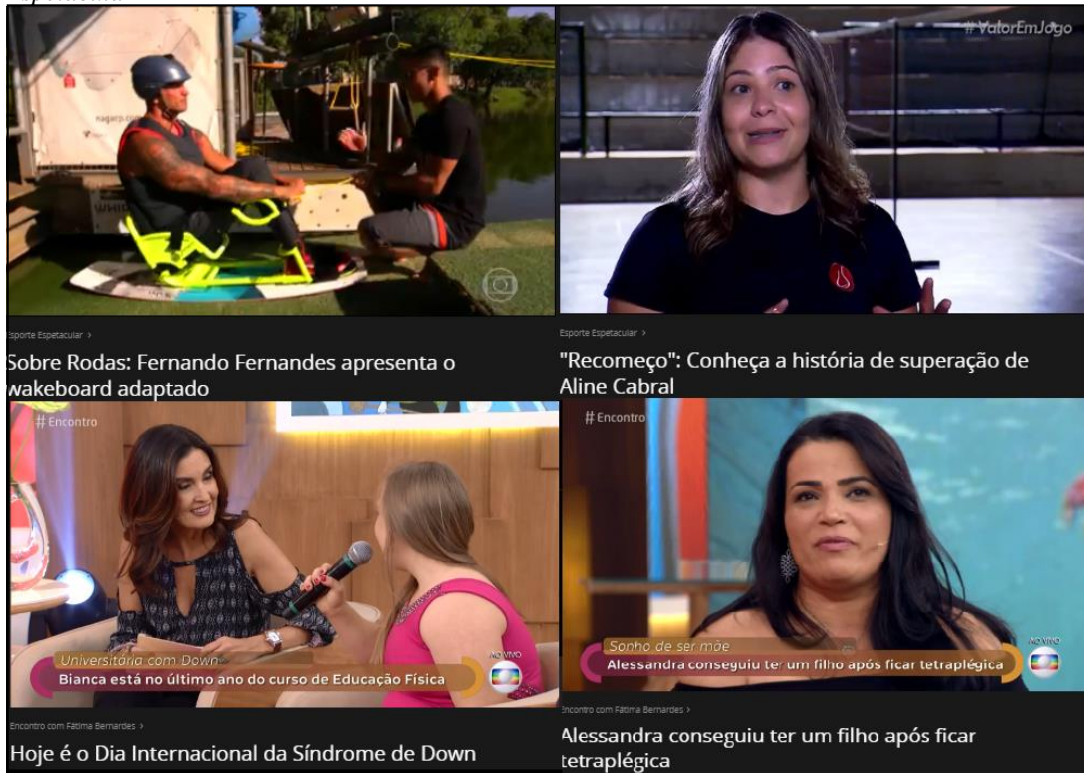 # ValorEmJogo
Esporte Espetacular >
Sobre Rodas: Fernando Fernandes apresenta o
wakeboard adaptado
Esporte Espetacular >
"Recomeço": Conheça a história de superação de
Aline Cabral
# Encontro
Universitária com Down
AO VIVO
Bianca está no último ano do curso de Educação Física
Encontro com Fátima Bernardes >
Hoje é o Dia Internacional da Síndrome de Down
# Encontro
Sonho de ser mãe
AO VIVO
Alessandra conseguiu ter um filho após ficar tetraplégica
Encontro com Fátima Bernardes >
Alessandra conseguiu ter um filho após ficar
tetraplégica